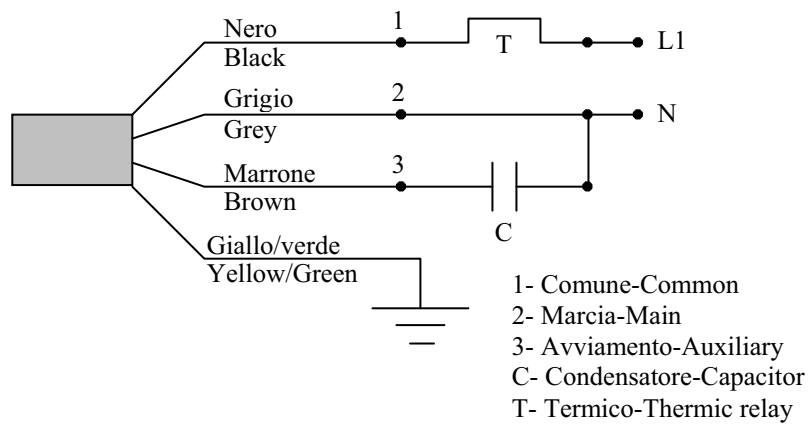 Nero
Black
1
T
L1
Grigio
Grey
2
N
Marrone
Brown
3
C
Giallo/verde
Yellow/Green
1- Comune-Common
2- Marcia-Main
3- Avviamento-Auxiliary
C- Condensatore-Capacitor
T- Termico-Thermic relay